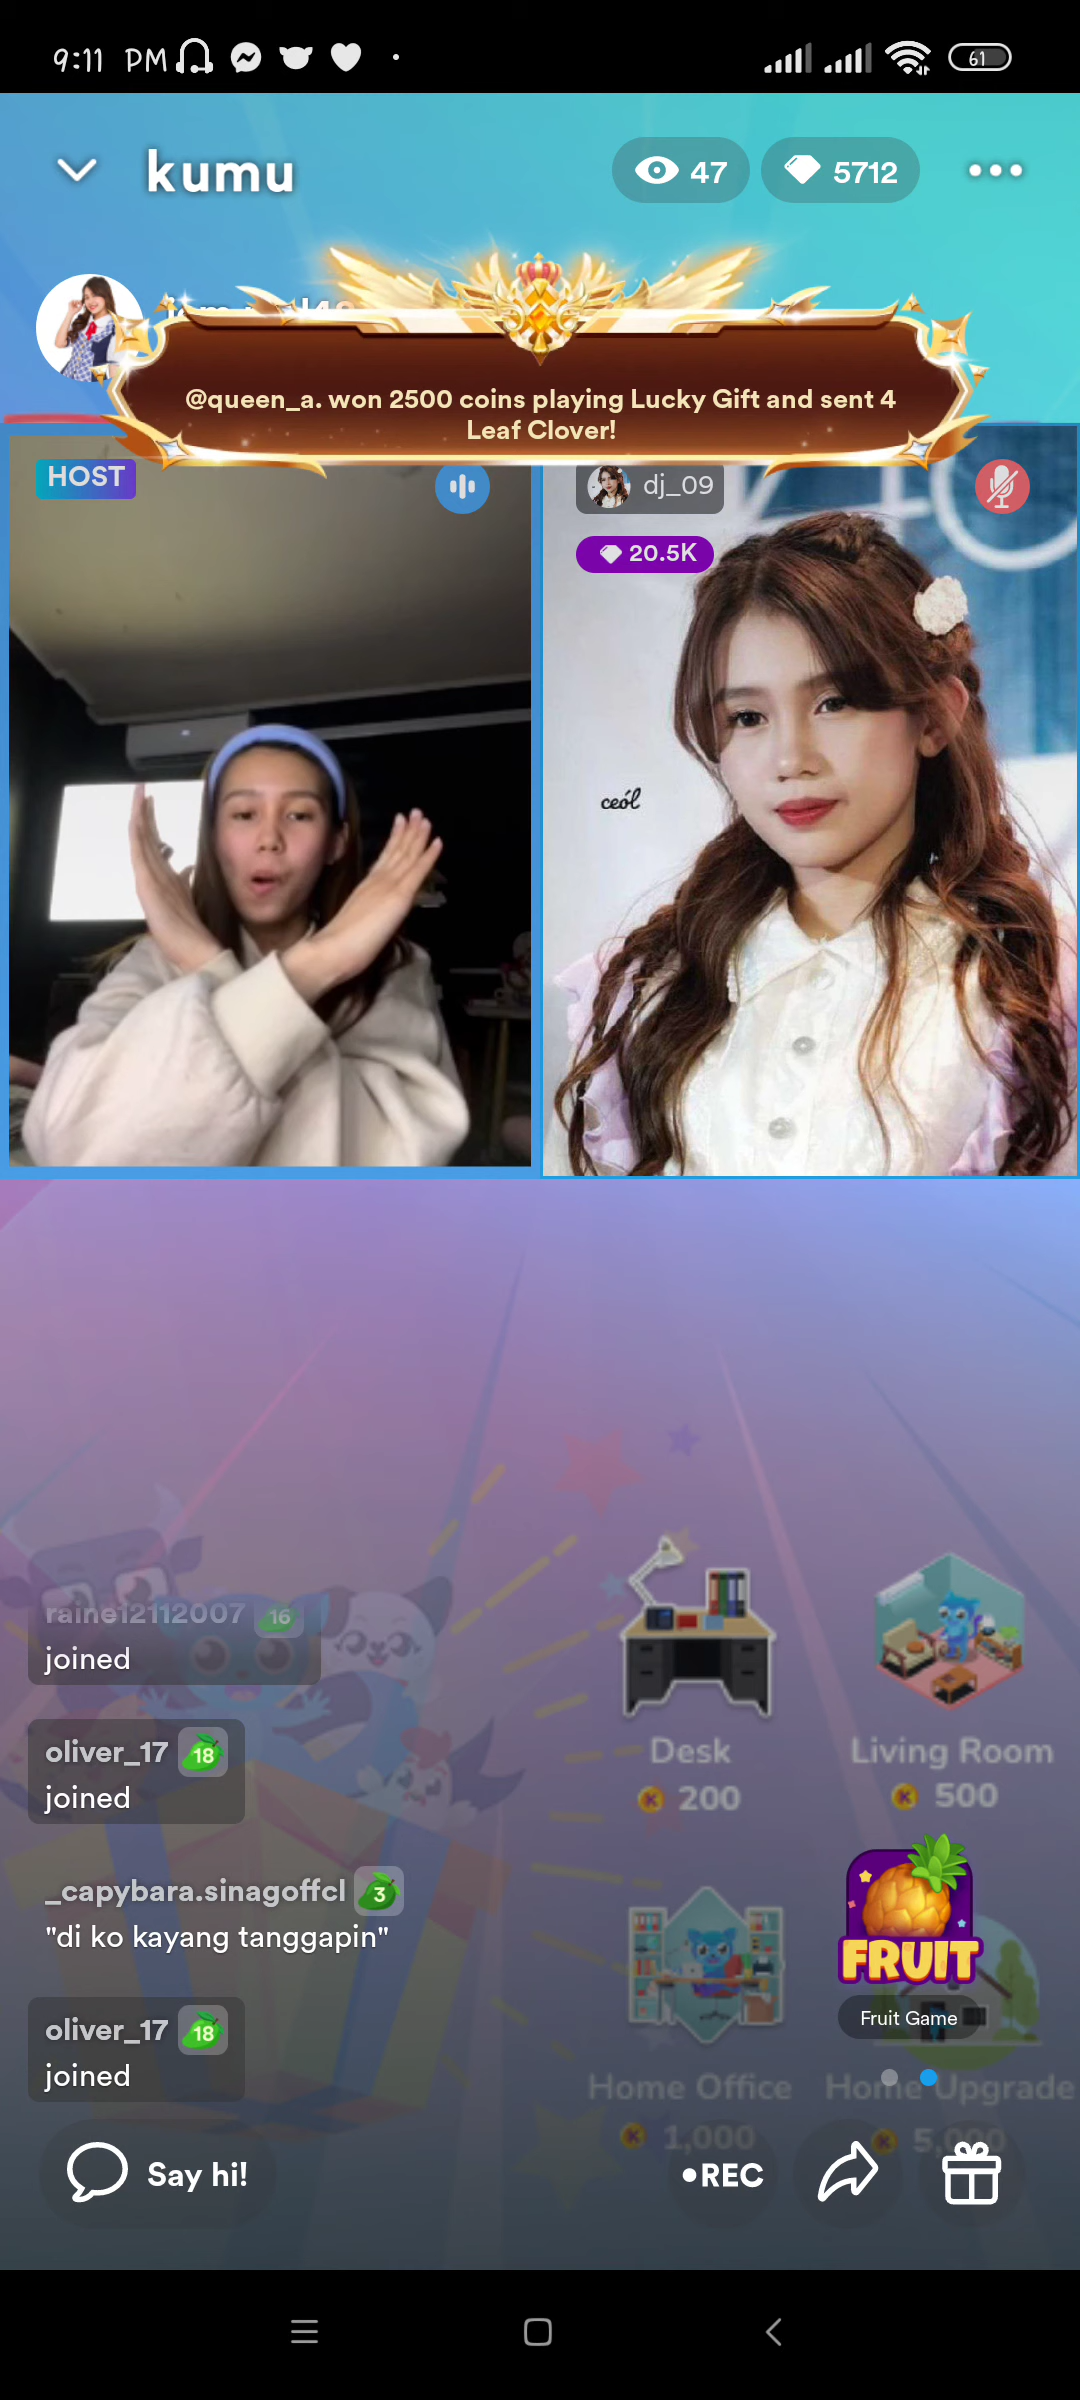 9:11 PM
61
kumu
47
5712
@queen_a. won 2500 coins playing Lucky Gift and sent 4
Leaf Clover!
HOST
dj_09
20.5K
ceól
raine12112007 16
joined
oliver_17 18
joined
_capybara.sinagoffcl 3
"di ko kayang tanggapin"
oliver_17 18
joined
Desk
200
Living Room
500
FRUIT
Fruit Game
Home Office
1,000
Home Upgrade
5,000
Say hi!
REC